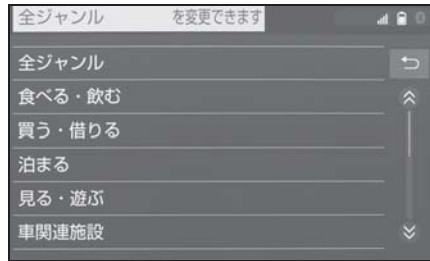 全ジャンル　を変更できます
全ジャンル
食べる・飲む
買う・借りる
泊まる
見る・遊ぶ
車関連施設